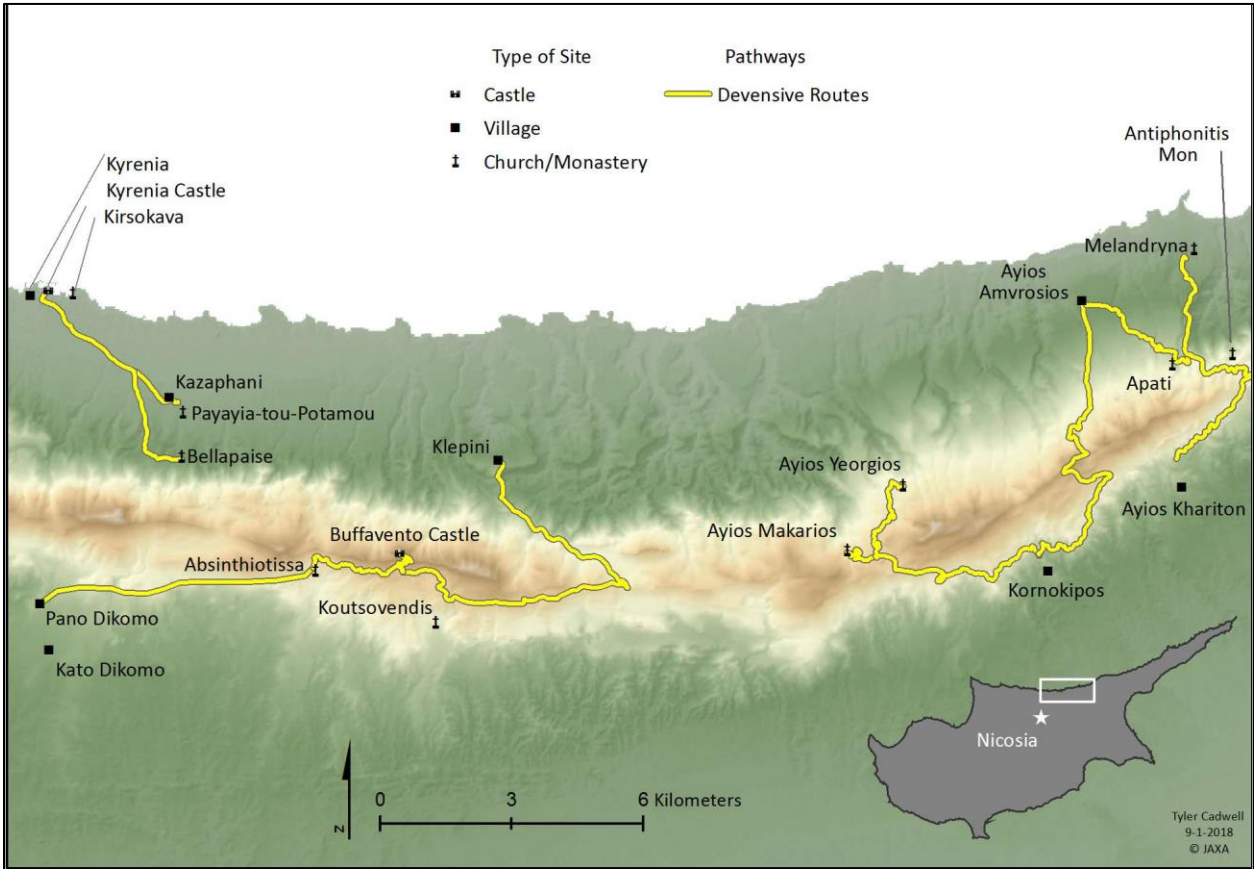 Type of Site
Pathways
Castle
Devensive Routes
Village
Church/Monastery
Antiphonitis
Mon
Kyrenia
Kyrenia Castle
Kirsokava
Melandryna
Ayios
Amvrosios
Kazaphani
Payayia-tou-Potamou
Apati
Bellapaise
Klepini
Ayios Yeorgios
Ayios Khariton
Buffavento Castle
Ayios Makarios
Absinthiotissa
Kornokipos
Koutsovendis
Pano Dikomo
Kato Dikomo
Nicosia
N
0 3 6 Kilometers
Tyler Cadwell
9-1-2018
© JAXA